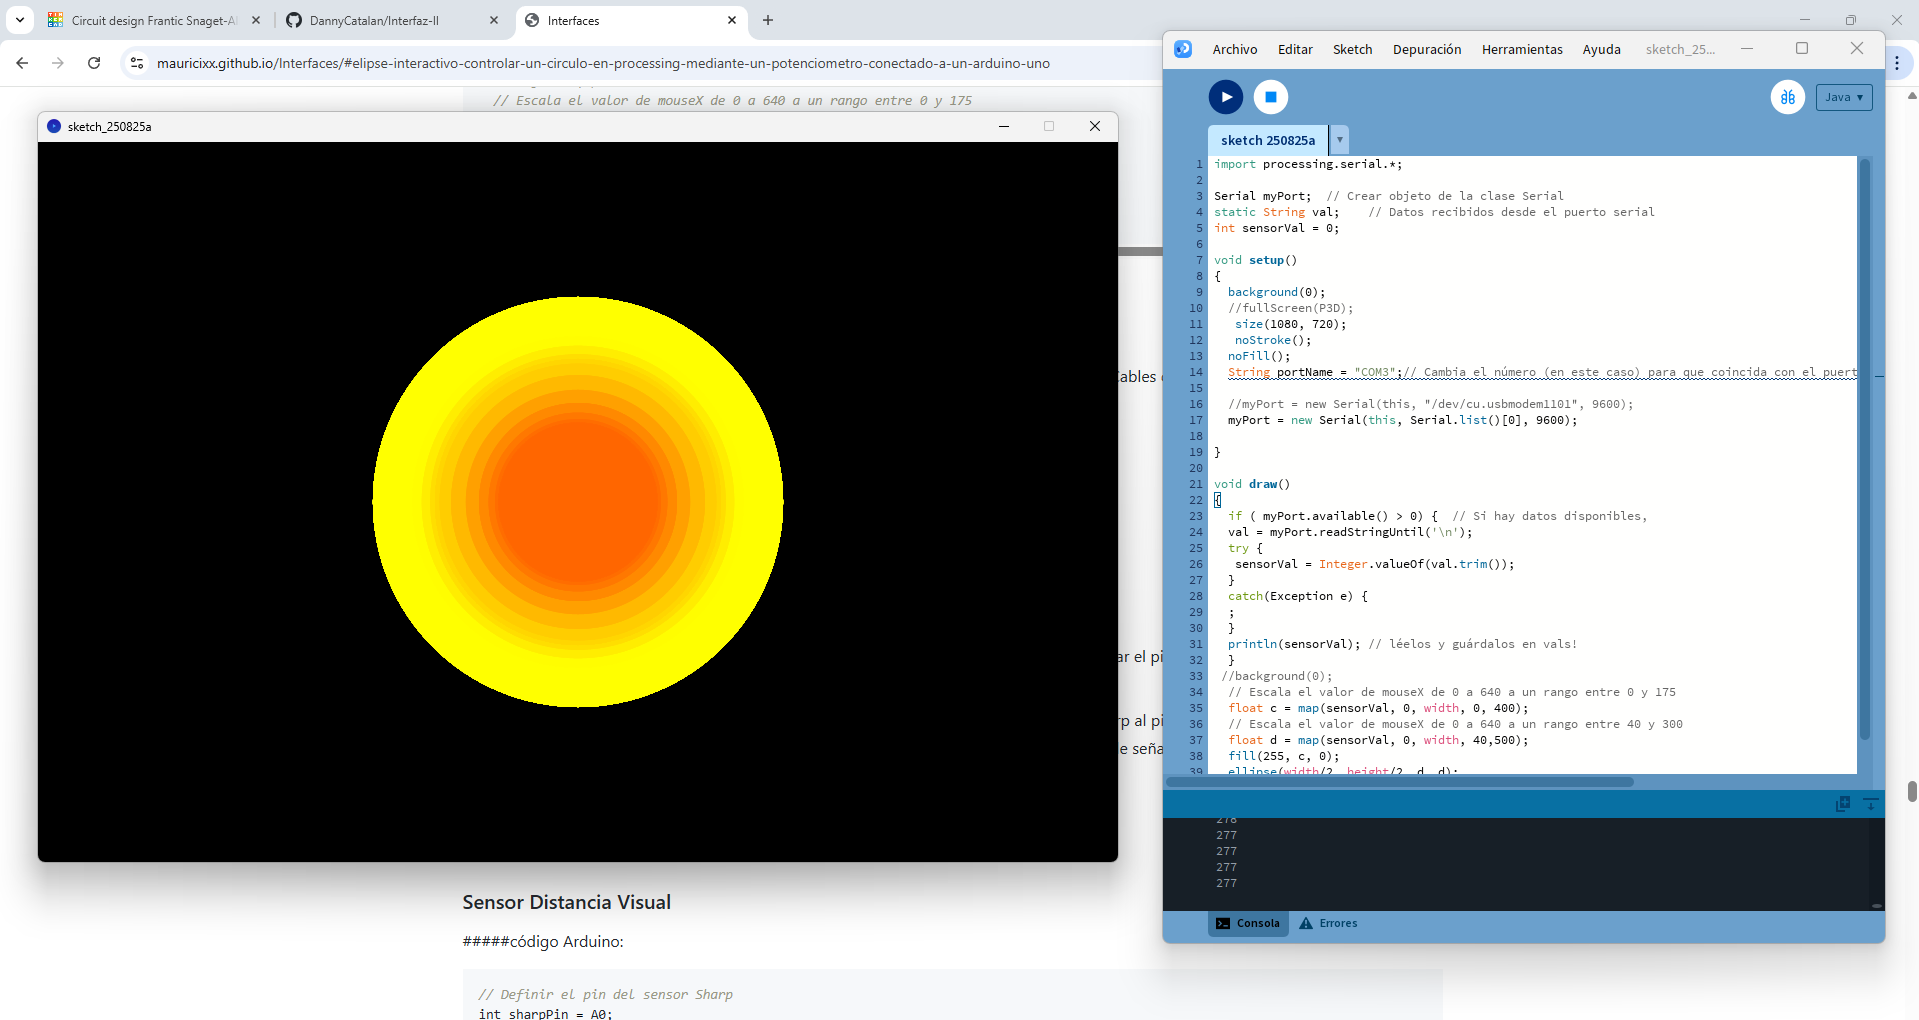 Circuit design Frantic Snaget-A
DannyCatalan/Interfaz-II
Interfaces
mauricixx.github.io/Interfaces/#elipse-interactivo-controlar-un-circulo-en-processing-mediante-un-potenciometro-conectado-a-un-arduino-uno
// Escala el valor de mouseX de 0 a 640 a un rango entre 0 y 175
sketch_250825a
Cables
ar el pi
rp al pi
e seña
Sensor Distancia Visual
#####código Arduino:
// Definir el pin del sensor Sharp
int sharpPin = A0;
Archivo Editar Sketch Depuración Herramientas Ayuda sketch_25...
Java
sketch 250825a
1 import processing.serial.*;
2
3 Serial myPort;  // Crear objeto de la clase Serial
4 static String val;    // Datos recibidos desde el puerto serial
5 int sensorVal = 0;
6
7 void setup()
8 {
9   background(0);
10   //fullScreen(P3D);
11    size(1080, 720);
12    noStroke();
13   noFill();
14   String portName = "COM3";// Cambia el número (en este caso) para que coincida con el puert
15
16   //myPort = new Serial(this, "/dev/cu.usbmodem1101", 9600);
17   myPort = new Serial(this, Serial.list()[0], 9600);
18
19 }
20
21 void draw()
22 {
23   if ( myPort.available() > 0) {  // Si hay datos disponibles,
24   val = myPort.readStringUntil('\n');
25   try {
26    sensorVal = Integer.valueOf(val.trim());
27   }
28   catch(Exception e) {
29   ;
30   }
31   println(sensorVal); // léelos y guárdalos en vals!
32   }
33  //background(0);
34   // Escala el valor de mouseX de 0 a 640 a un rango entre 0 y 175
35   float c = map(sensorVal, 0, width, 0, 400);
36   // Escala el valor de mouseX de 0 a 640 a un rango entre 40 y 300
37   float d = map(sensorVal, 0, width, 40,500);
38   fill(255, c, 0);
39   ellipse(width/2, height/2, d, d);
278
277
277
277
277
Consola Errores